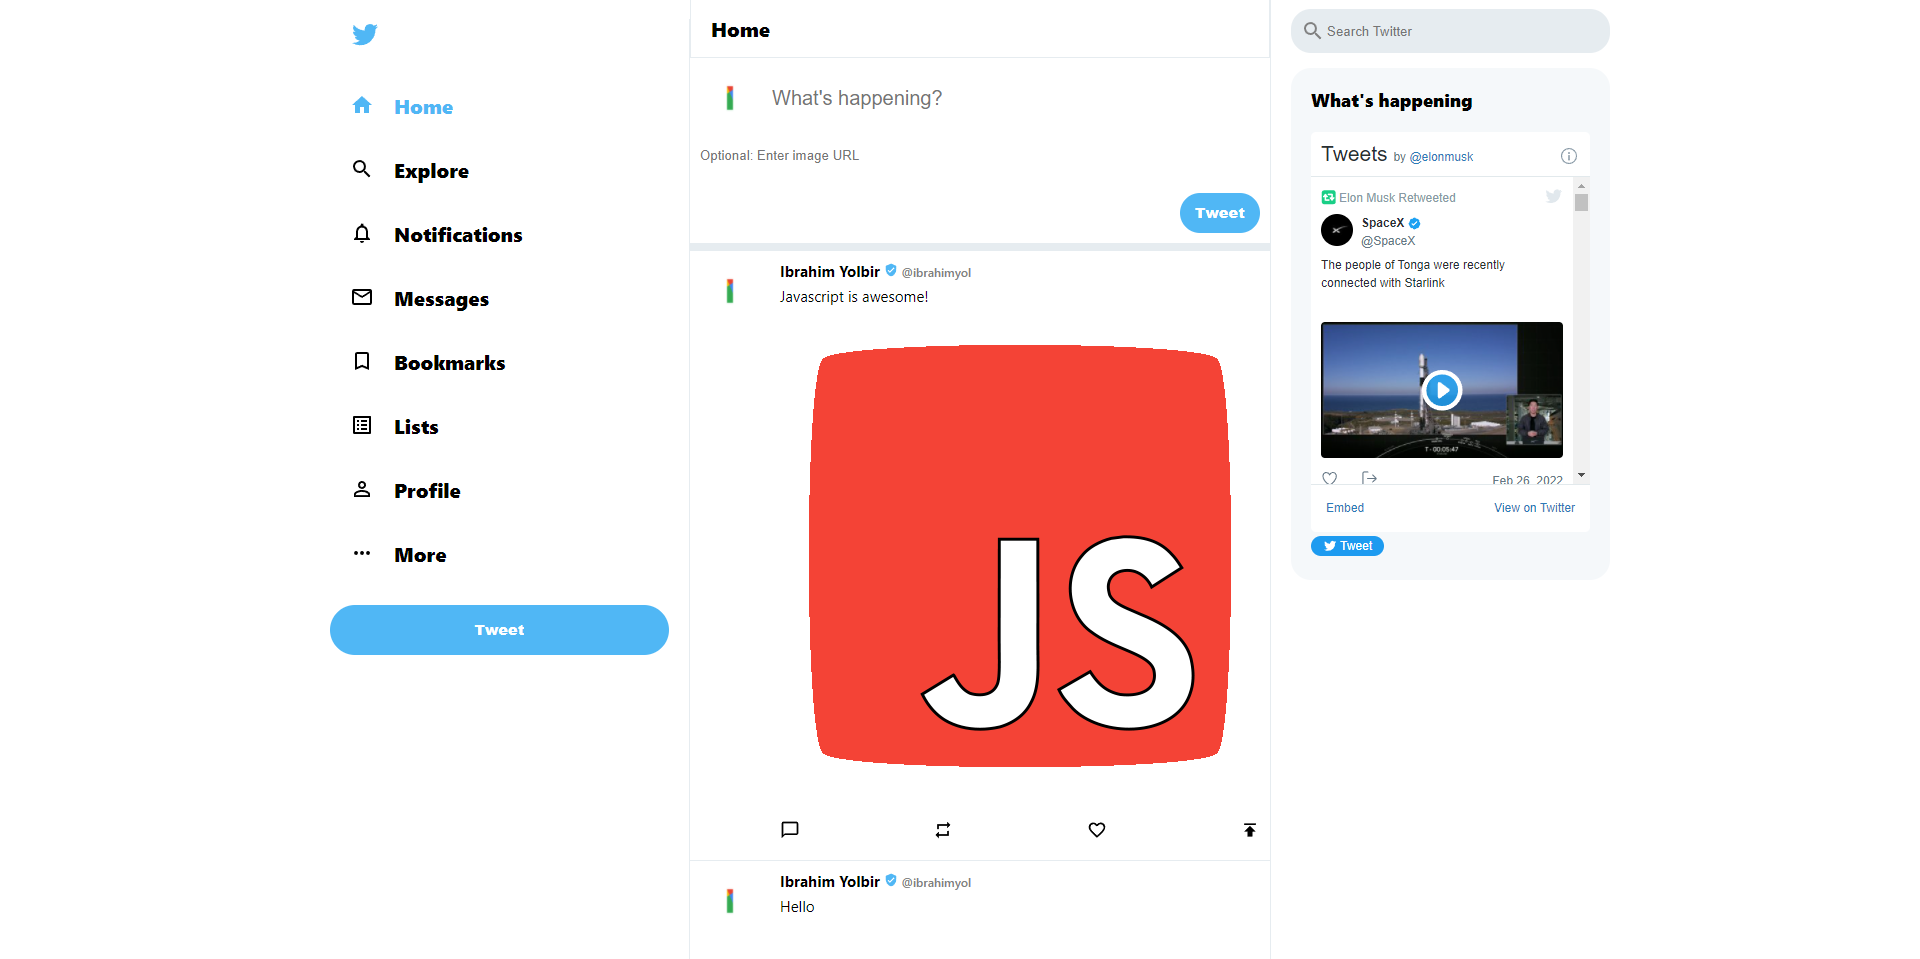 Home
Explore
Notifications
Messages
Bookmarks
Lists
Profile
More
Tweet
Home
What's happening?
Optional: Enter image URL
Tweet
Ibrahim Yolbir @ibrahimyol
Javascript is awesome!
JS
Ibrahim Yolbir @ibrahimyol
Hello
Search Twitter
What's happening
Tweets by @elonmusk
Elon Musk Retweeted
SpaceX
@SpaceX
The people of Tonga were recently
connected with Starlink
T - 00:05:47
Feb 26, 2022
Embed
View on Twitter
Tweet